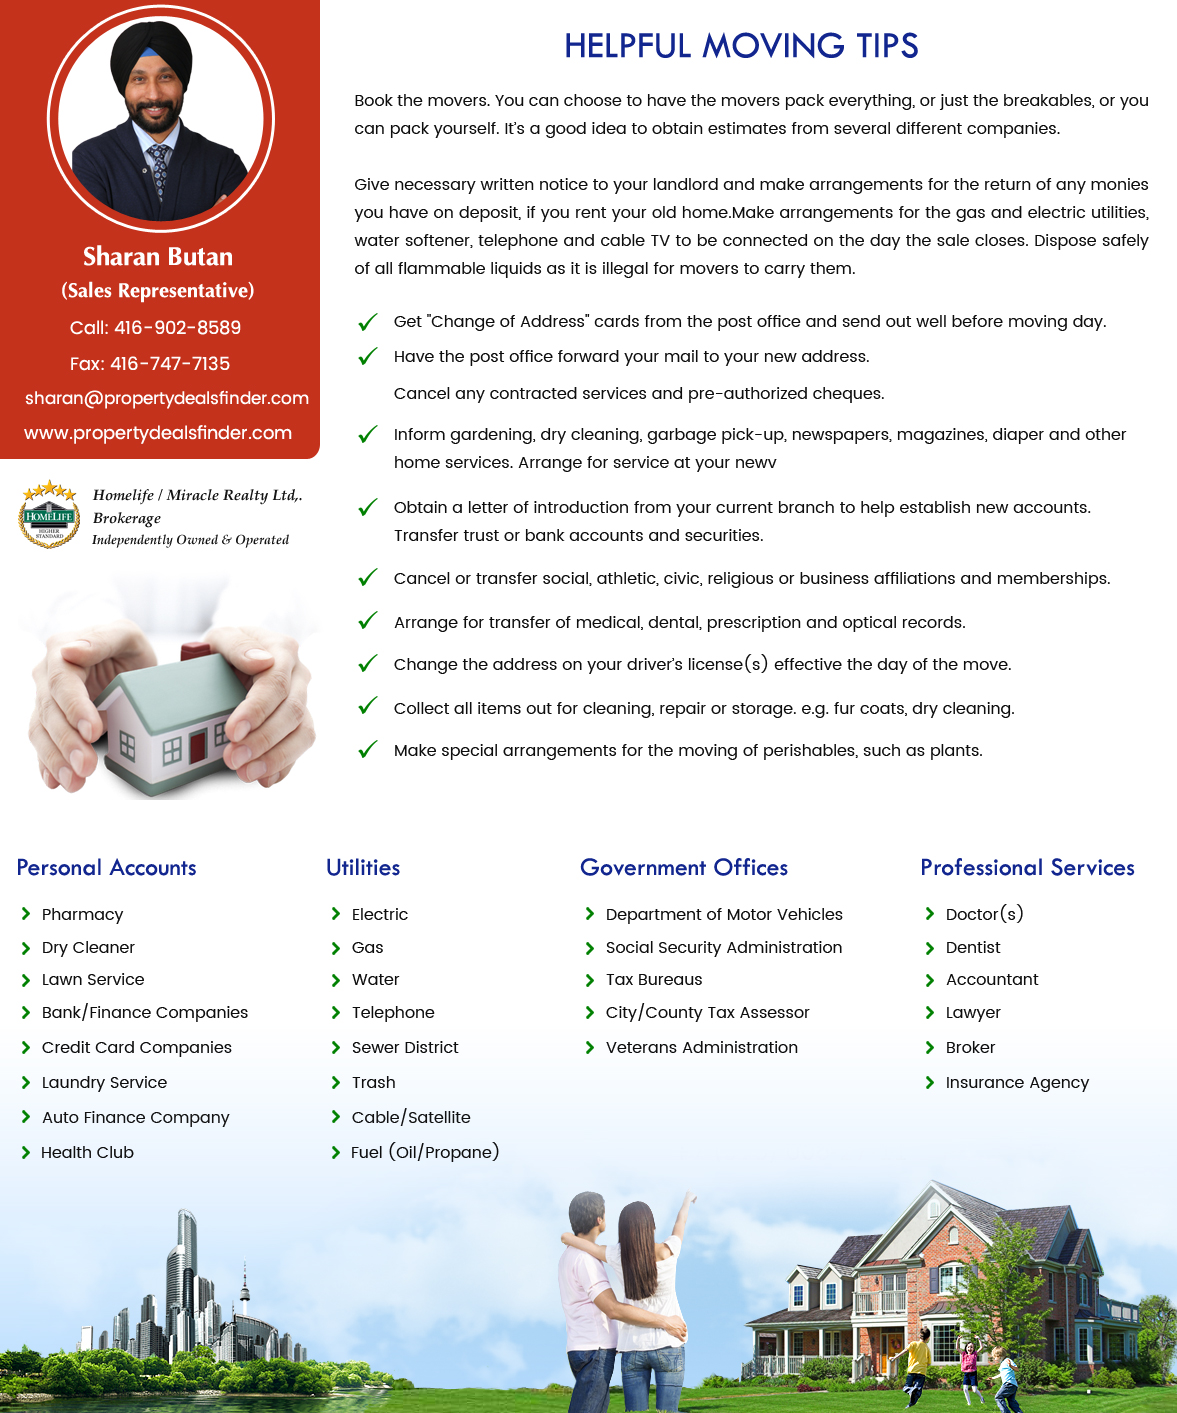 Sharan Butan
(Sales Representative)
Call: 416-902-8589
Fax: 416-747-7135
sharan@propertydealsfinder.com
www.propertydealsfinder.com
HOMELIFE
HIGHER
STANDARD
Homelife / Miracle Realty Ltd,.
Brokerage
Independently Owned & Operated
HELPFUL MOVING TIPS
Book the movers. You can choose to have the movers pack everything, or just the breakables, or you
can pack yourself. It's a good idea to obtain estimates from several different companies.
Give necessary written notice to your landlord and make arrangements for the return of any monies
you have on deposit, if you rent your old home.Make arrangements for the gas and electric utilities,
water softener, telephone and cable TV to be connected on the day the sale closes. Dispose safely
of all flammable liquids as it is illegal for movers to carry them.
Get "Change of Address" cards from the post office and send out well before moving day.
Have the post office forward your mail to your new address.
Cancel any contracted services and pre-authorized cheques.
Inform gardening, dry cleaning, garbage pick-up, newspapers, magazines, diaper and other
home services. Arrange for service at your newv
Obtain a letter of introduction from your current branch to help establish new accounts.
Transfer trust or bank accounts and securities.
Cancel or transfer social, athletic, civic, religious or business affiliations and memberships.
Arrange for transfer of medical, dental, prescription and optical records.
Change the address on your driver's license(s) effective the day of the move.
Collect all items out for cleaning, repair or storage. e.g. fur coats, dry cleaning.
Make special arrangements for the moving of perishables, such as plants.
Personal Accounts
Pharmacy
Dry Cleaner
Lawn Service
Bank/Finance Companies
Credit Card Companies
Laundry Service
Auto Finance Company
Health Club
Utilities
Electric
Gas
Water
Telephone
Sewer District
Trash
Cable/Satellite
Fuel (Oil/Propane)
Government Offices
Department of Motor Vehicles
Social Security Administration
Tax Bureaus
City/County Tax Assessor
Veterans Administration
Professional Services
Doctor(s)
Dentist
Accountant
Lawyer
Broker
Insurance Agency